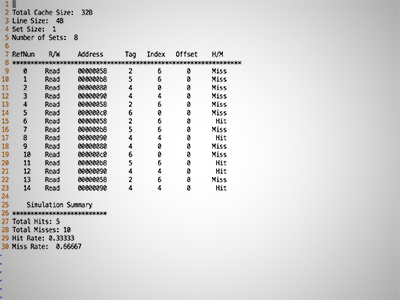 1
2 Total Cache Size: 32B
3 Line Size: 4B
4 Set Size: 1
5 Number of Sets: 8
6
7 RefNum R/W Address Tag Index Offset H/M
8 **********************************************************
9 0 Read 00000058 2 6 0 Miss
10 1 Read 000000b8 5 6 0 Miss
11 2 Read 00000080 4 0 0 Miss
12 3 Read 00000090 4 4 0 Miss
13 4 Read 00000058 2 6 0 Miss
14 5 Read 000000c0 6 0 0 Miss
15 6 Read 00000058 2 6 0 Hit
16 7 Read 000000b8 5 6 0 Miss
17 8 Read 00000090 4 4 0 Hit
18 9 Read 00000080 4 0 0 Miss
19 10 Read 000000c0 6 0 0 Miss
20 11 Read 000000b8 5 6 0 Hit
21 12 Read 00000090 4 4 0 Hit
22 13 Read 00000058 2 6 0 Miss
23 14 Read 00000090 4 4 0 Hit
24
25 Simulation Summary
26 **************************
27 Total Hits: 5
28 Total Misses: 10
29 Hit Rate: 0.33333
30 Miss Rate: 0.66667
~
~
~
~